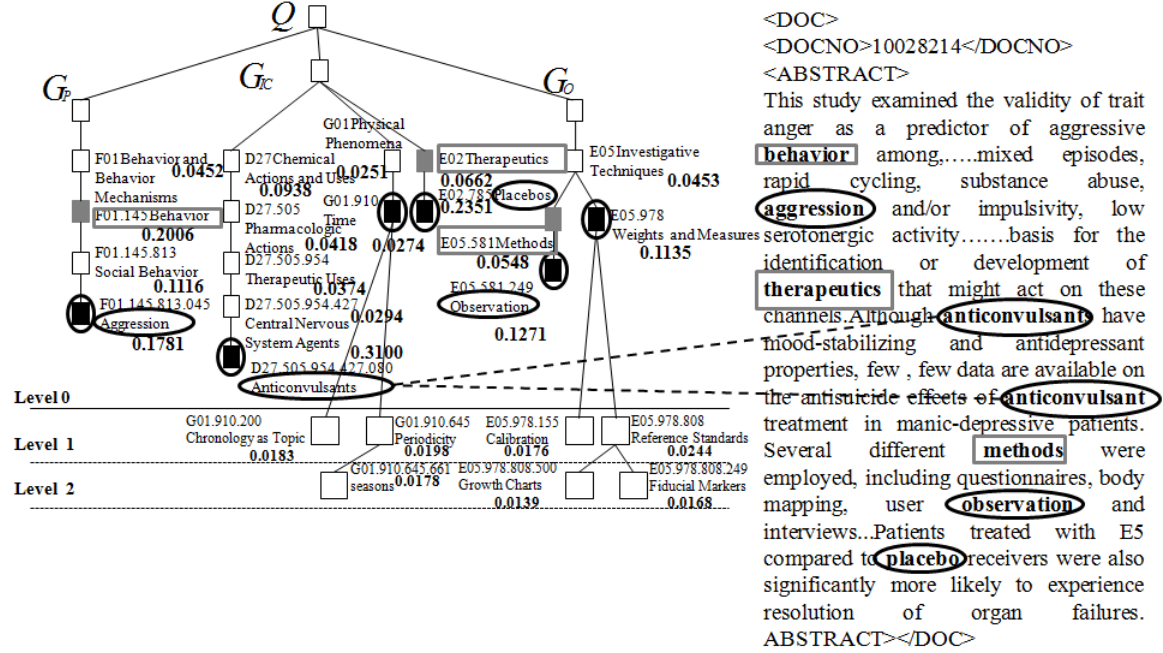 Q
G_P
G_IC
G_O
F01 Behavior and
Behavior
Mechanisms
0.0452
F01.145 Behavior
0.2006
F01.145.813
Social Behavior
0.1116
F01.145.813.045
Aggression
0.1781
D27 Chemical
Actions and Uses
0.0938
D27.505
Pharmacologic
Actions
0.0418
D27.505.954
Therapeutic Uses
0.0374
D27.505.954.427
Central Nervous
System Agents
0.0294
0.3100
D27.505.954.427.080
Anticonvulsants
G01 Physical
Phenomena
0.0251
G01.910
Time
0.0274
E02 Therapeutics
0.0662
E02.785 Placebos
0.2351
E05 Investigative
Techniques
0.0453
E05.581 Methods
0.0548
E05.581.249
Observation
0.1271
E05.978
Weights and Measures
0.1135
Level 0
Level 1
G01.910.200
Chronology as Topic
0.0183
G01.910.645
Periodicity
0.0198
E05.978.155
Calibration
0.0176
E05.978.808
Reference Standards
0.0244
Level 2
G01.910.645.661
seasons
0.0178
E05.978.808.500
Growth Charts
0.0139
E05.978.808.249
Fiducial Markers
0.0168
<DOC>
<DOCNO>10028214</DOCNO>
<ABSTRACT>
This study examined the validity of trait
anger as a predictor of aggressive
behavior among,.....mixed episodes,
rapid cycling, substance abuse,
aggression and/or impulsivity, low
serotonergic activity.......basis for the
identification or development of
therapeutics that might act on these
channels.Although anticonvulsants have
mood-stabilizing and antidepressant
properties, few , few data are available on
the antisuicide effects of anticonvulsant
treatment in manic-depressive patients.
Several different methods were
employed, including questionnaires, body
mapping, user observation and
interviews...Patients treated with E5
compared to placebo receivers were also
significantly more likely to experience
resolution of organ failures.
ABSTRACT></DOC>